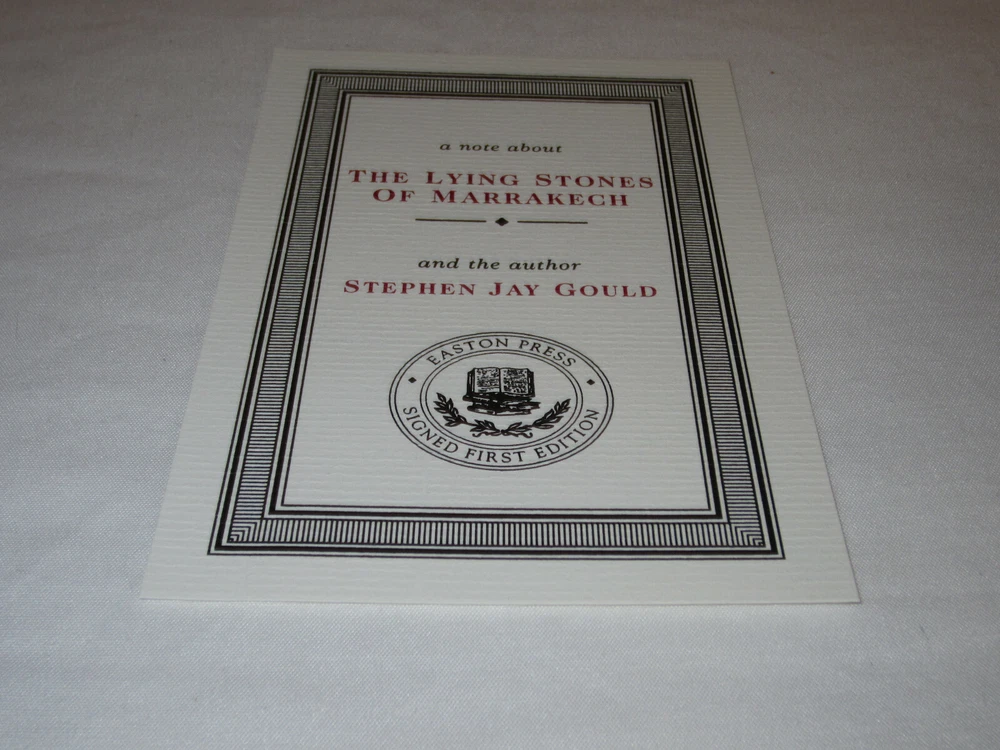 a note about
THE LYING STONES
OF MARRAKECH
and the author
STEPHEN JAY GOULD
EASTON PRESS
SIGNED FIRST EDITION